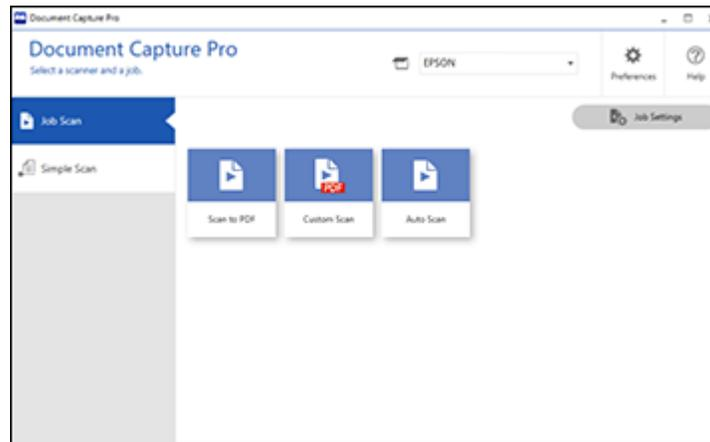 Document Capture Pro
Document Capture Pro
Select a scanner and a job.
EPSON
Preferences
Help
Job Scan
Job Settings
Simple Scan
PDF
Scan to PDF
Custom Scan
Auto Scan